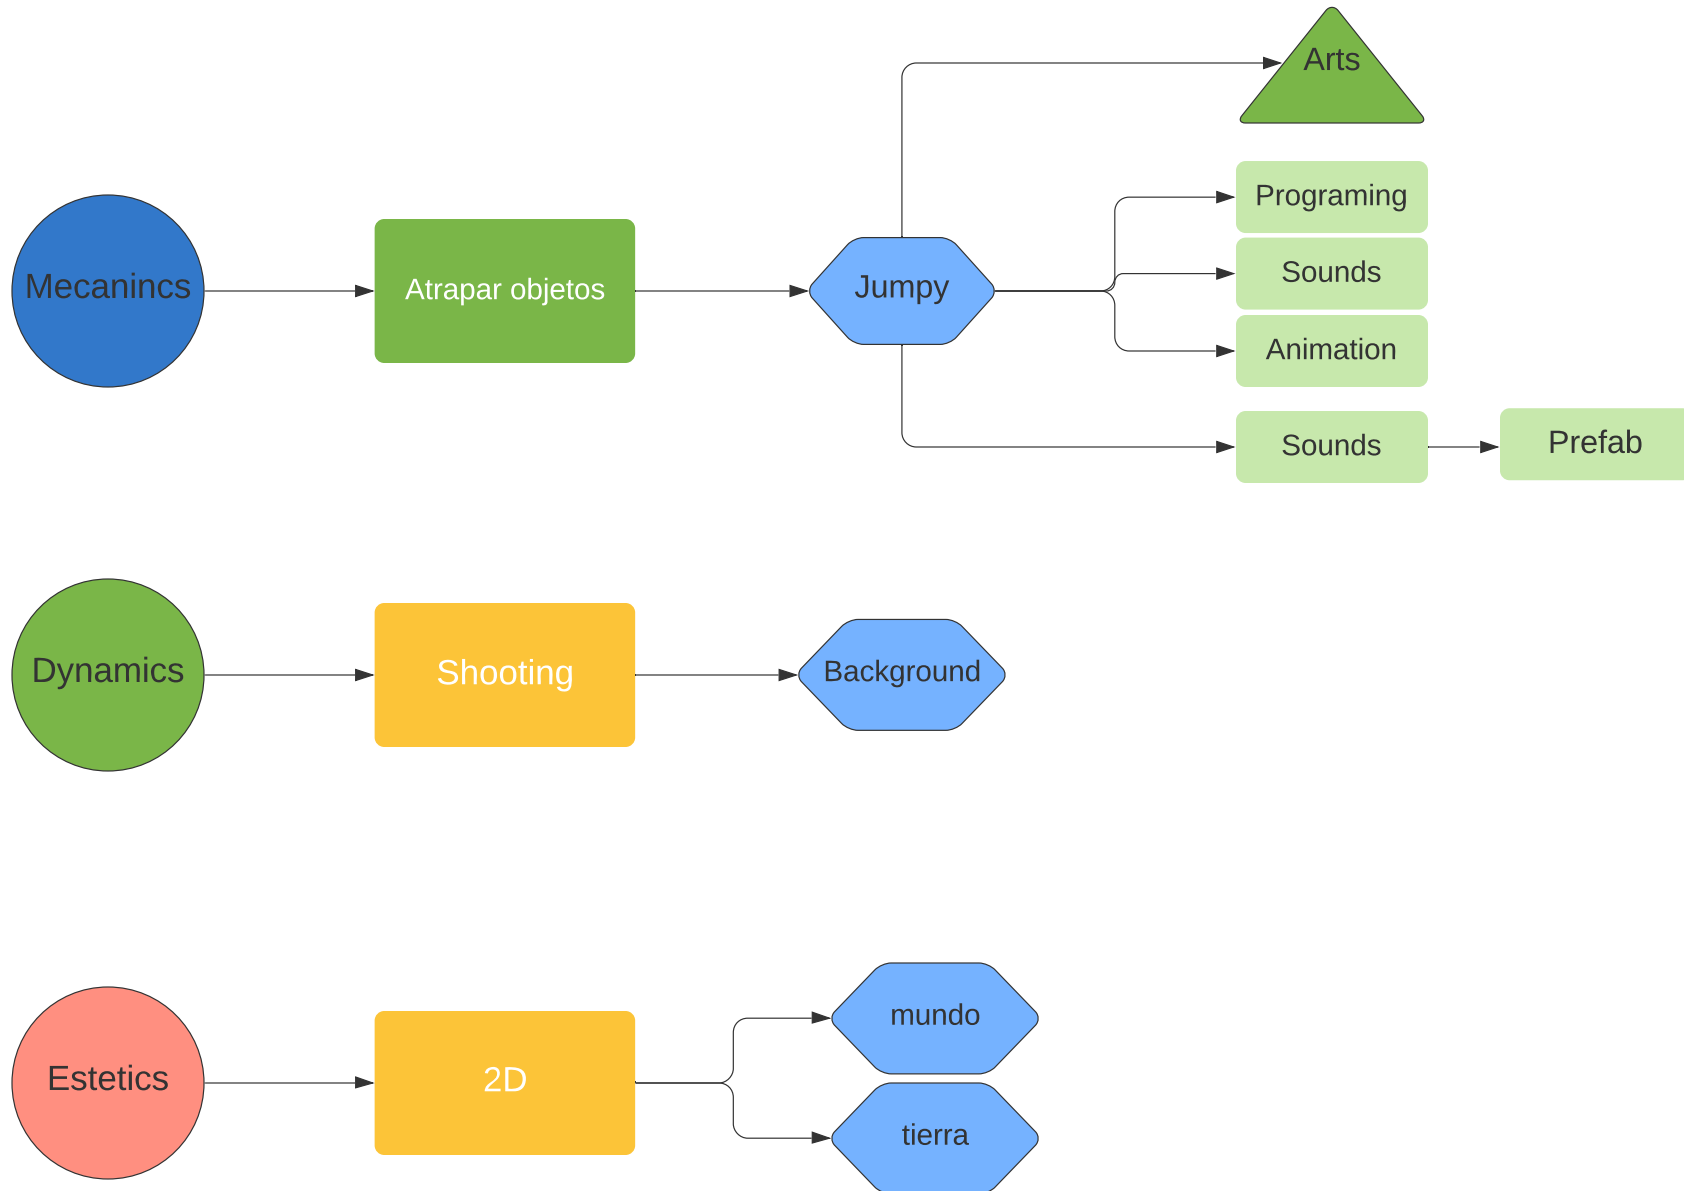 Arts
Programing
Mecanincs
Atrapar objetos
Jumpy
Sounds
Animation
Sounds
Prefab
Dynamics
Shooting
Background
Estetics
2D
mundo
tierra